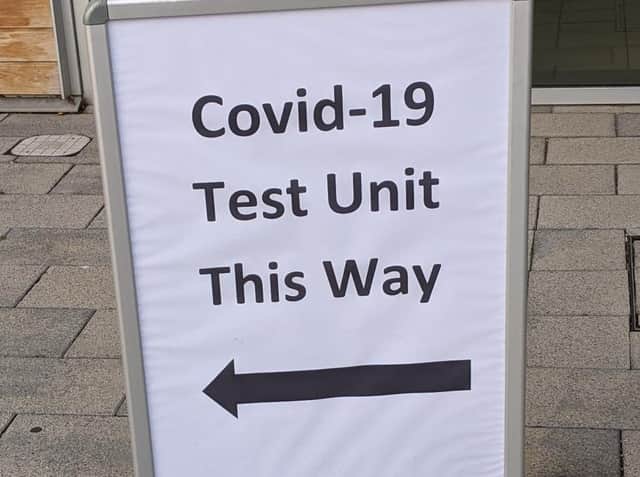 Covid-19
Test Unit
This Way